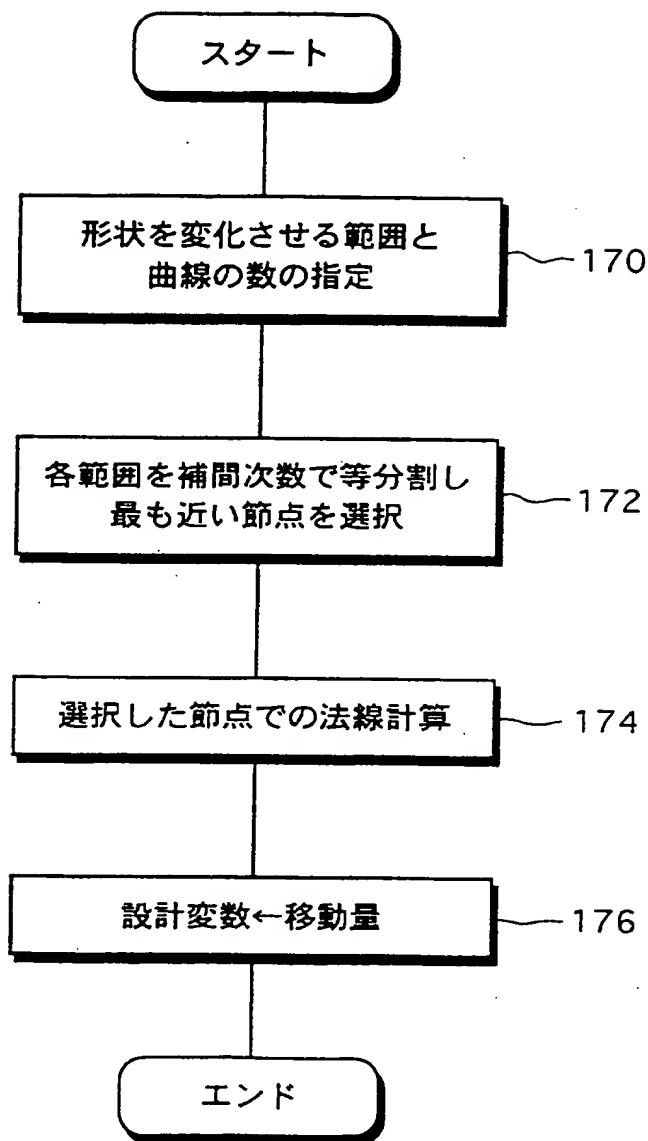 スタート
形状を変化させる範囲と
曲線の数の指定
170
各範囲を補間次数で等分割し
最も近い節点を選択
172
選択した節点での法線計算
174
設計変数←移動量
176
エンド